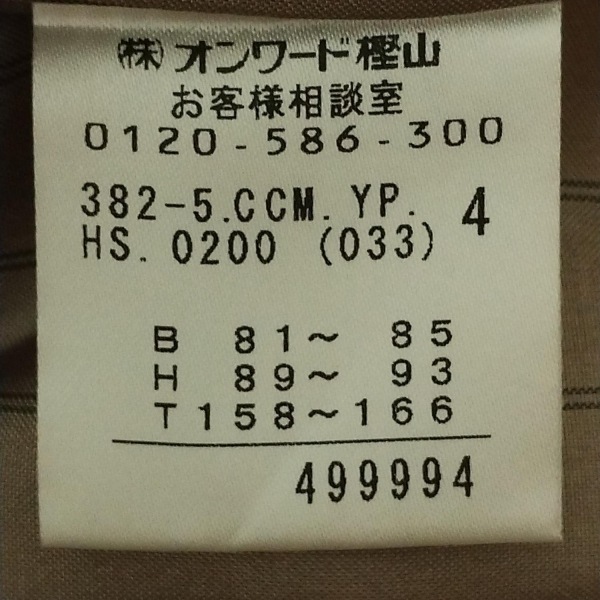 ㈱オンワード樫山
お客様相談室
0120-586-300
382-5.CCM.YP. 4
HS.0200 (033)
B 81～ 85
H 89～ 93
T158～166
499994